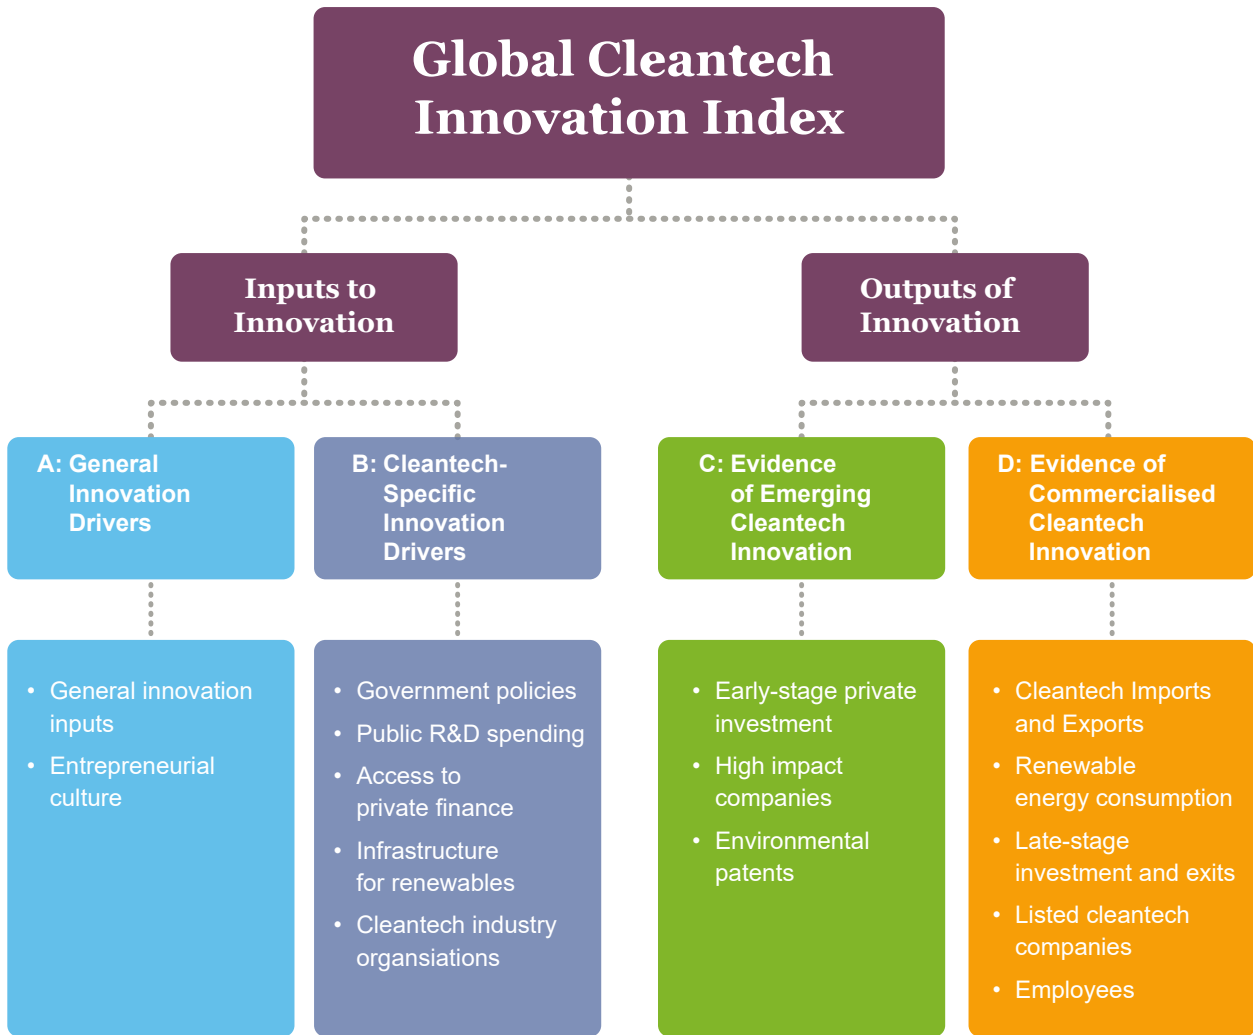 Global Cleantech
Innovation Index
Inputs to
Innovation
Outputs of
Innovation
A: General
Innovation
Drivers
B: Cleantech-
Specific
Innovation
Drivers
C: Evidence
of Emerging
Cleantech
Innovation
D: Evidence of
Commercialised
Cleantech
Innovation
• General innovation
inputs
• Entrepreneurial
culture
• Government policies
• Public R&D spending
• Access to
private finance
• Infrastructure
for renewables
• Cleantech industry
organsiations
• Early-stage private
investment
• High impact
companies
• Environmental
patents
• Cleantech Imports
and Exports
• Renewable
energy consumption
• Late-stage
investment and exits
• Listed cleantech
companies
• Employees